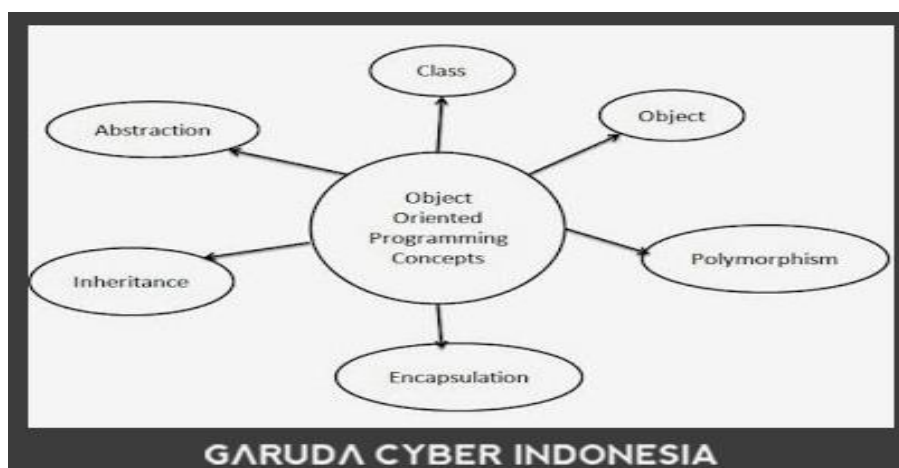 Class
Object
Abstraction
Object
Oriented
Programming
Concepts
Polymorphism
Inheritance
Encapsulation
GARUDA CYBER INDONESIA